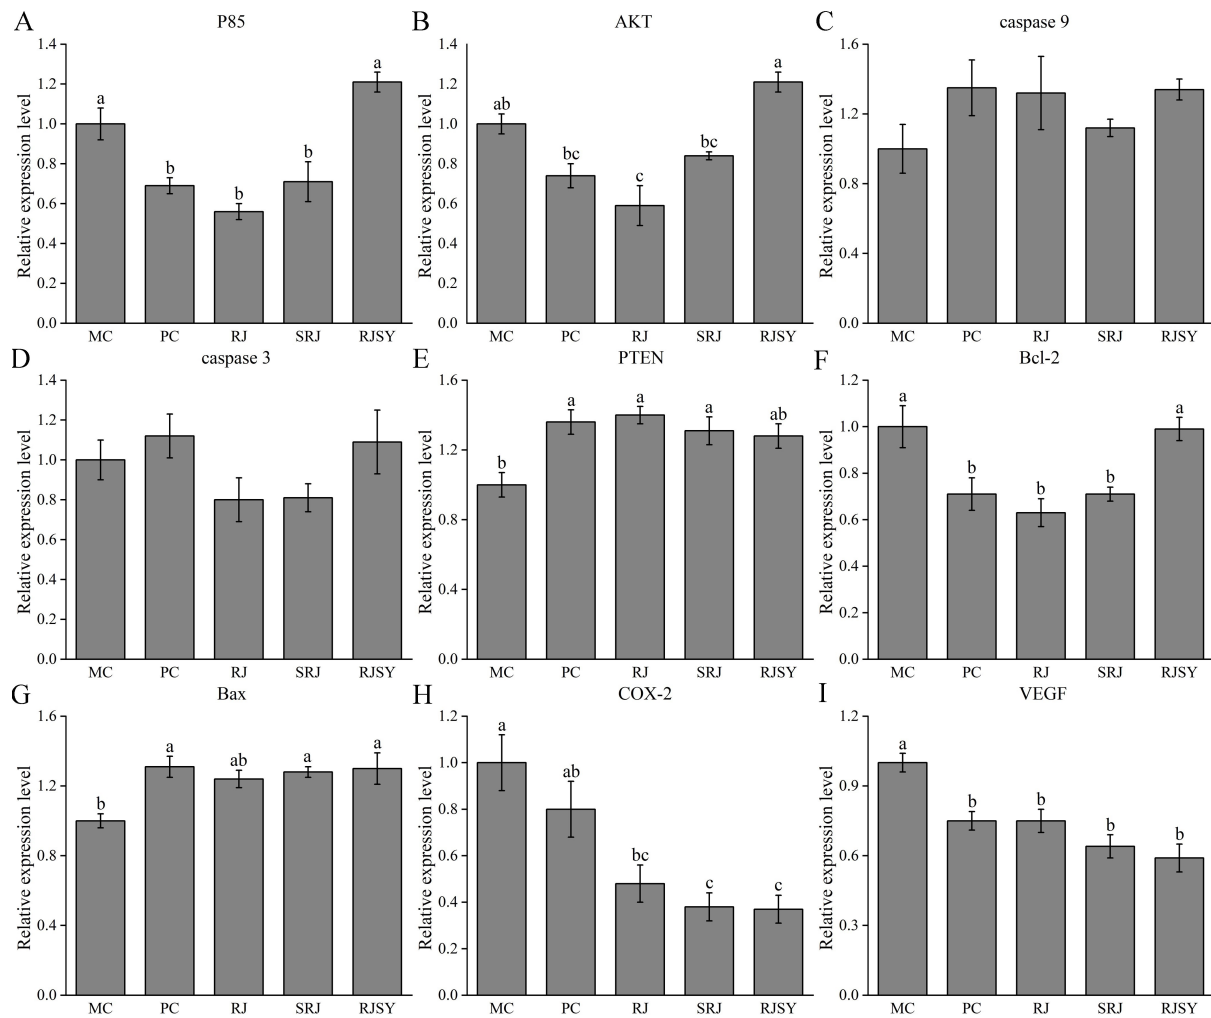 A
P85
Relative expression level
1.4
1.2
1.0
0.8
0.6
0.4
0.2
0.0
a
b
b
b
a
MC PC RJ SRJ RJSY
B
AKT
Relative expression level
1.4
1.2
1.0
0.8
0.6
0.4
0.2
0.0
ab
bc
c
bc
a
MC PC RJ SRJ RJSY
C
caspase 9
Relative expression level
1.6
1.2
0.8
0.4
0.0
MC PC RJ SRJ RJSY
D
caspase 3
Relative expression level
1.4
1.2
1.0
0.8
0.6
0.4
0.2
0.0
MC PC RJ SRJ RJSY
E
PTEN
Relative expression level
1.6
1.2
0.8
0.4
0.0
b
a
a
a
ab
MC PC RJ SRJ RJSY
F
Bcl-2
Relative expression level
1.2
1.0
0.8
0.6
0.4
0.2
0.0
a
b
b
b
a
MC PC RJ SRJ RJSY
G
Bax
Relative expression level
1.6
1.2
0.8
0.4
0.0
b
a
ab
a
a
MC PC RJ SRJ RJSY
H
COX-2
Relative expression level
1.2
1.0
0.8
0.6
0.4
0.2
0.0
a
ab
bc
c
c
MC PC RJ SRJ RJSY
I
VEGF
Relative expression level
1.2
0.9
0.6
0.3
0.0
a
b
b
b
b
MC PC RJ SRJ RJSY